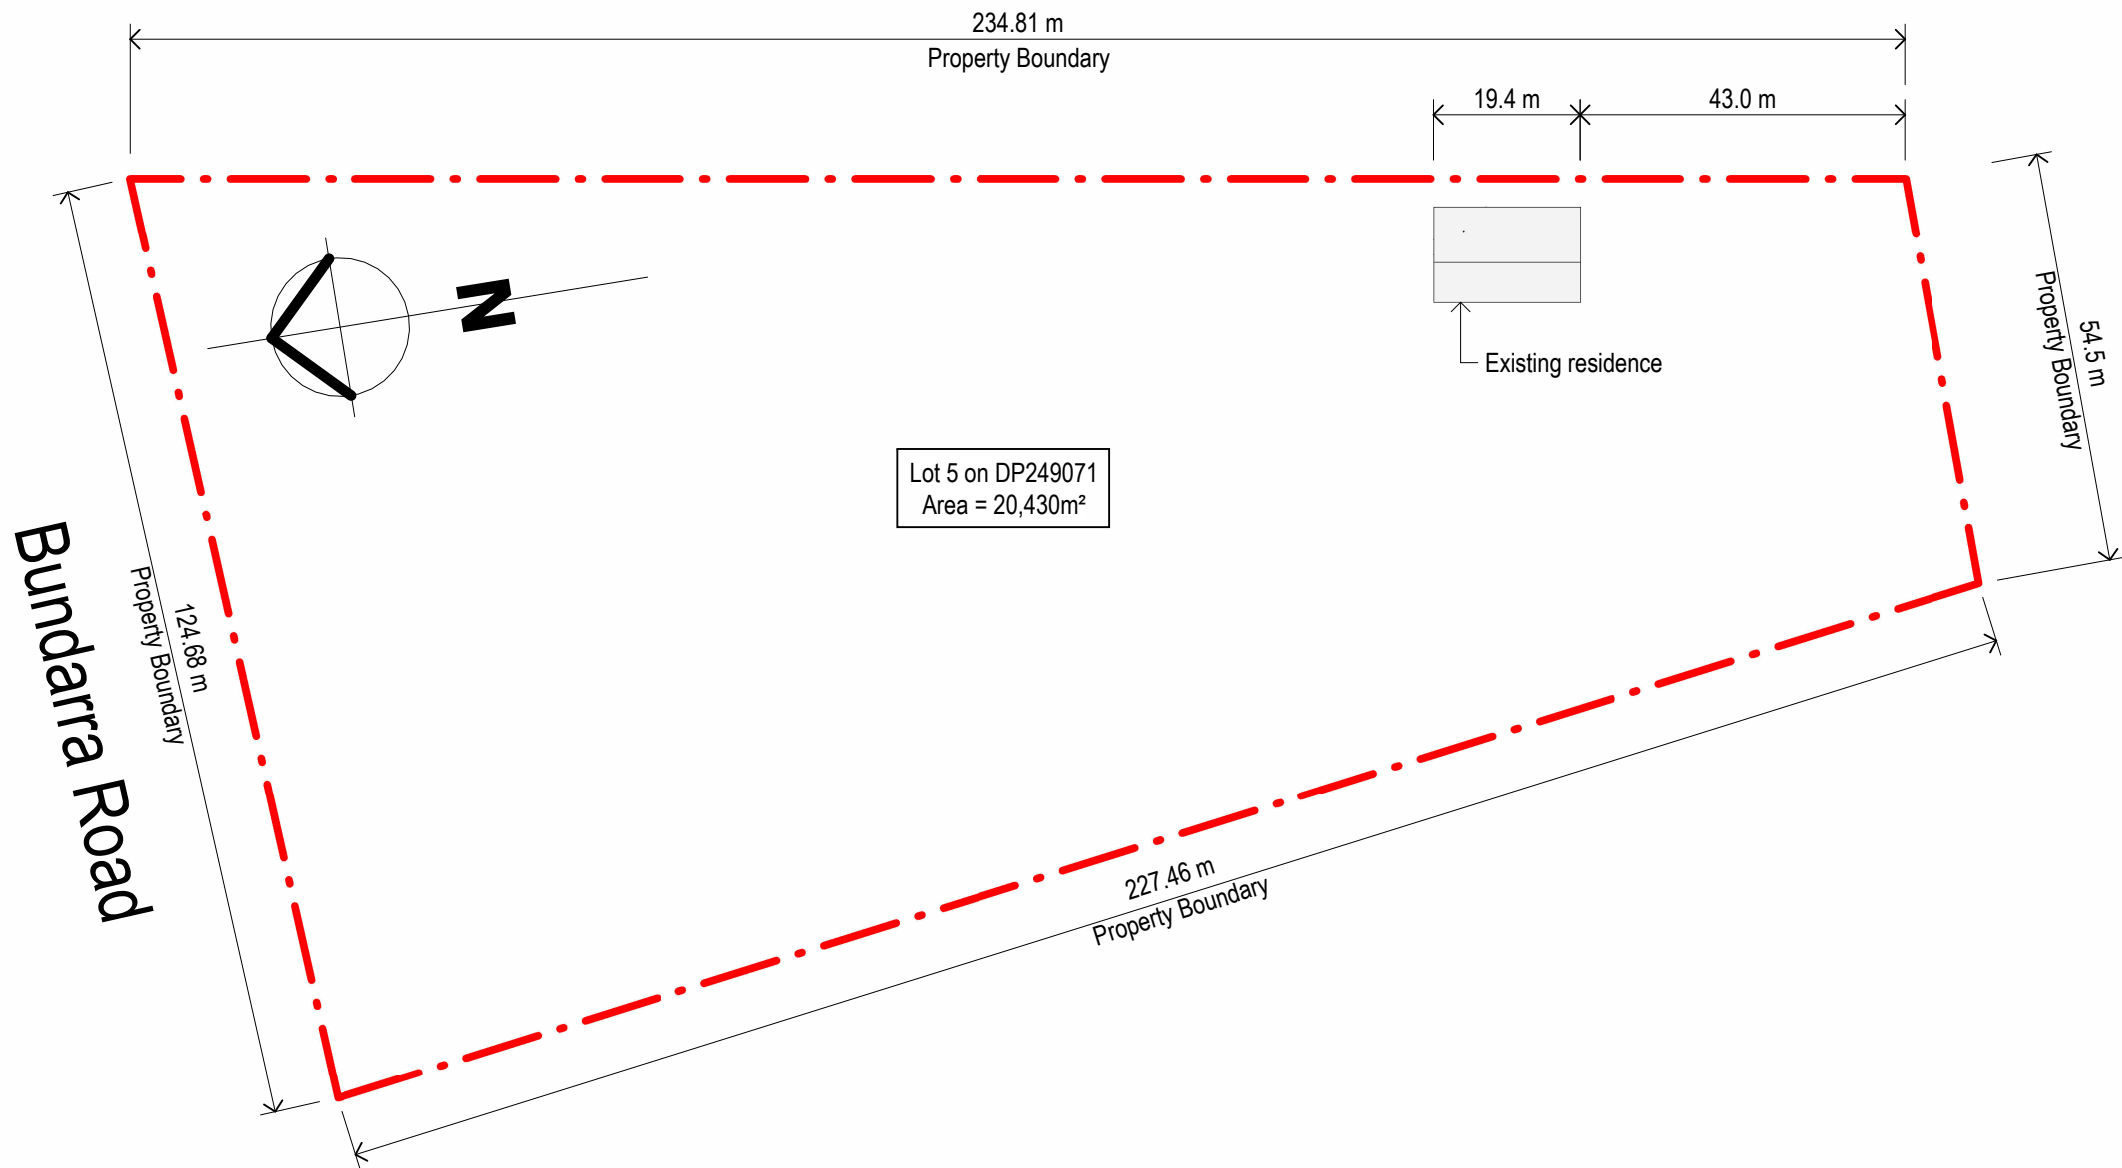 234.81 m
Property Boundary
19.4 m
43.0 m
N
54.5 m
Property Boundary
Existing residence
Lot 5 on DP249071
Area = 20,430m²
Bundarra Road
124.68 m
Property Boundary
227.46 m
Property Boundary